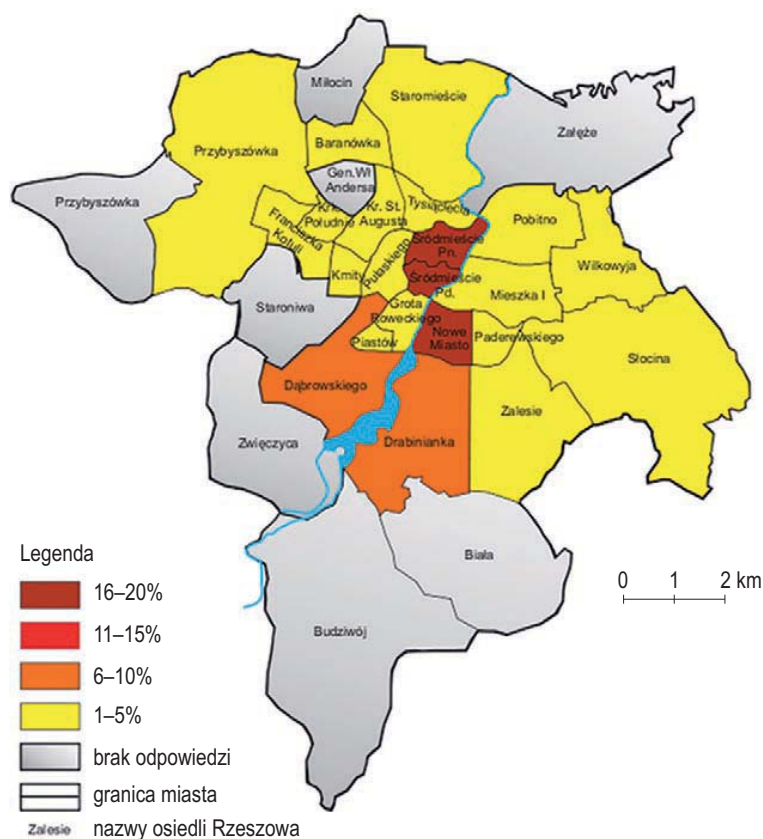 Miłocin
Staromieście
Załęże
Baranówka
Przybyszówka
Gen. Wł
Andersa
Przybyszówka
Tysiąclecia
Kr. St.
Augusta
Południe
Franciszka
Kotuli
Pobitno
Śródmieście
Pn.
Pułaskiego
Wilkowyja
Kmity
Śródmieście
Pd.
Mieszka I
Staroniwa
Grota
Roweckiego
Nowe
Miasto
Paderewskiego
Piastów
Słocina
Dąbrowskiego
Zalesie
Zwięczyca
Drabinianka
Biała
Budziwój
Legenda
16–20%
11–15%
6–10%
1–5%
brak odpowiedzi
granica miasta
Zalesie nazwy osiedli Rzeszowa
0 1 2 km